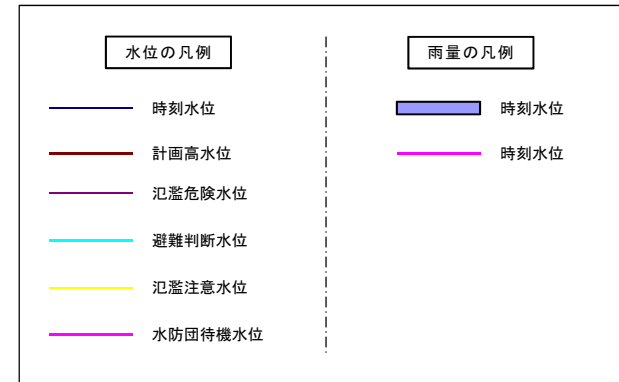 水位の凡例
時刻水位
計画高水位
氾濫危険水位
避難判断水位
氾濫注意水位
水防団待機水位
雨量の凡例
時刻水位
時刻水位